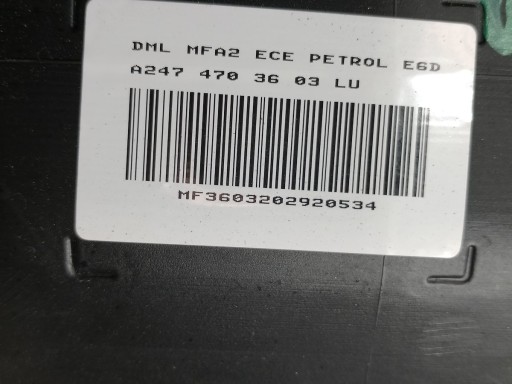 DML MFA2 ECE PETROL E6D
A247 470 36 03 LU
MF3603202920534